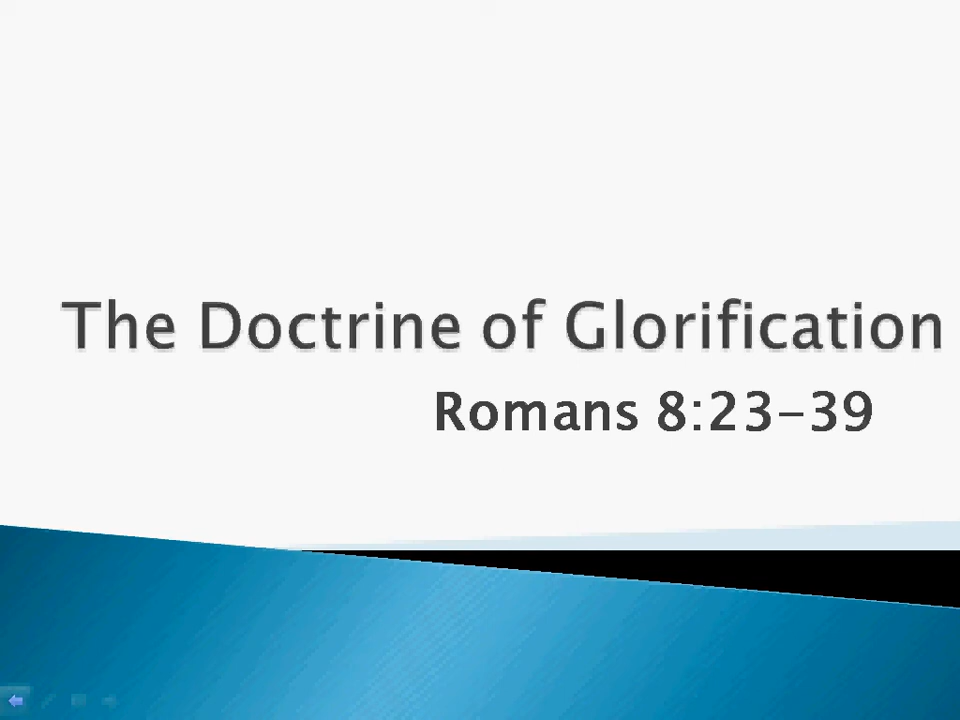 The Doctrine of Glorification
Romans 8:23-39